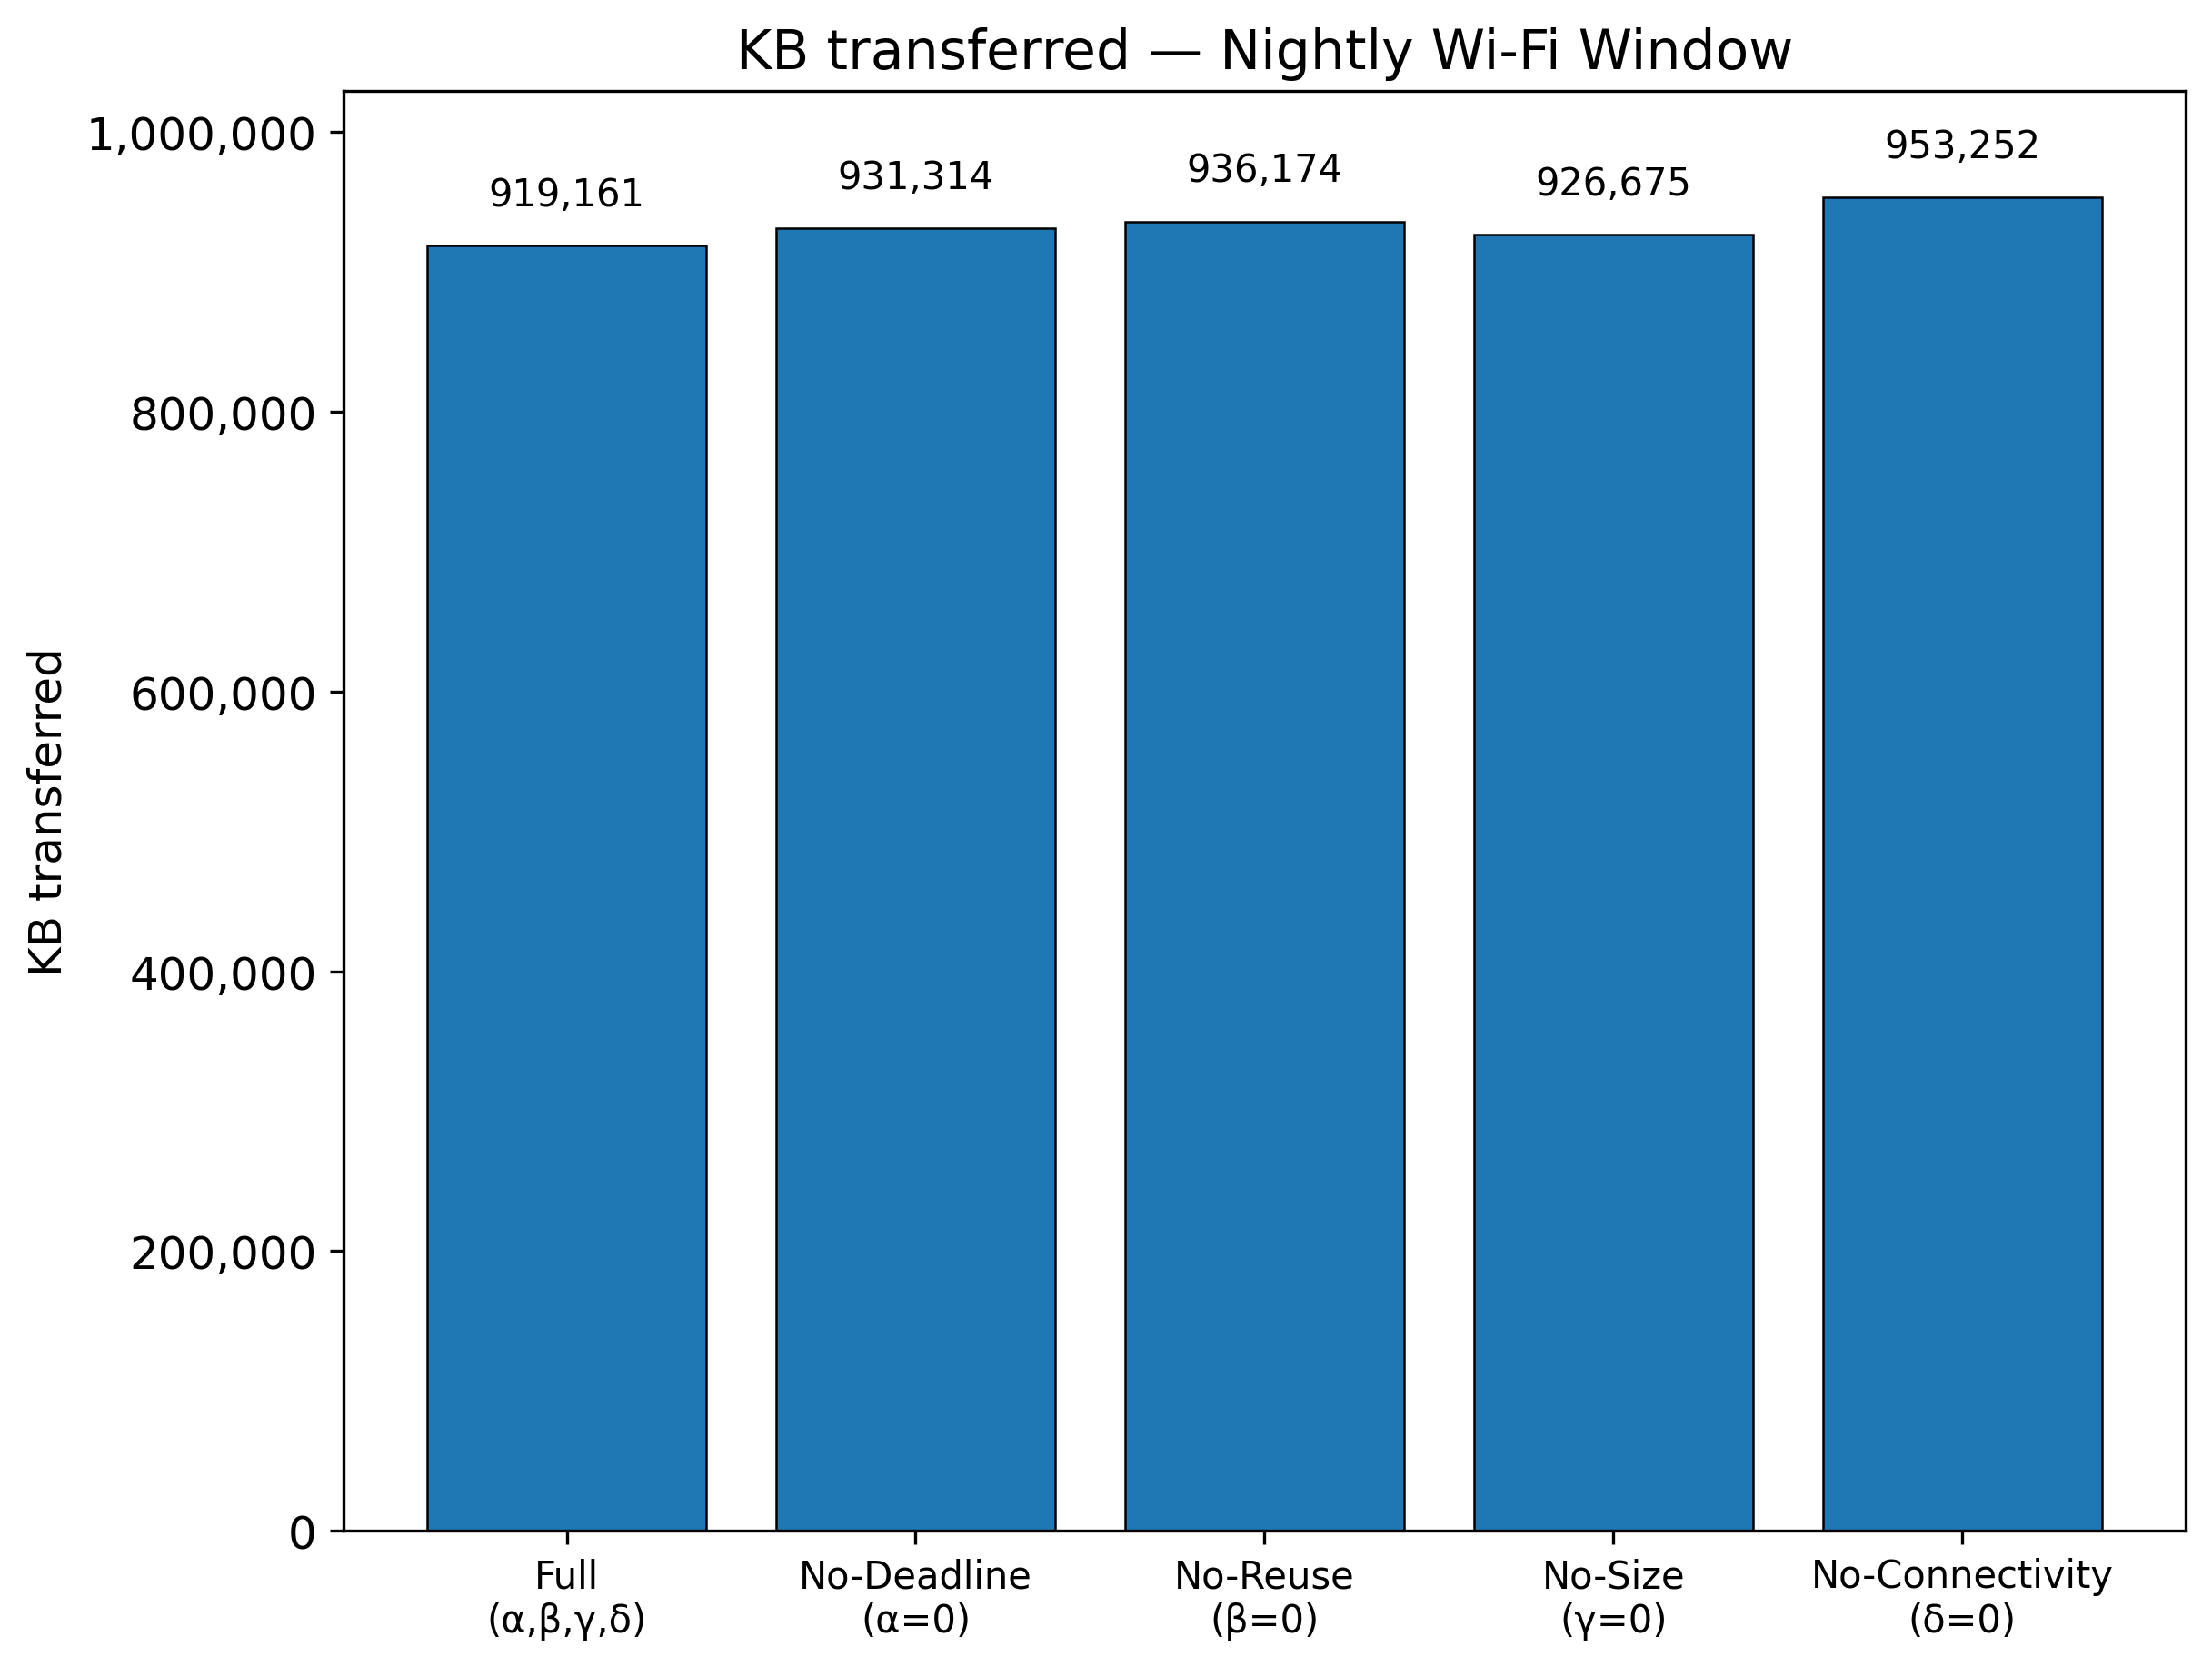 KB transferred — Nightly Wi-Fi Window
KB transferred
1,000,000
800,000
600,000
400,000
200,000
0
919,161
931,314
936,174
926,675
953,252
Full
(α,β,γ,δ)
No-Deadline
(α=0)
No-Reuse
(β=0)
No-Size
(γ=0)
No-Connectivity
(δ=0)